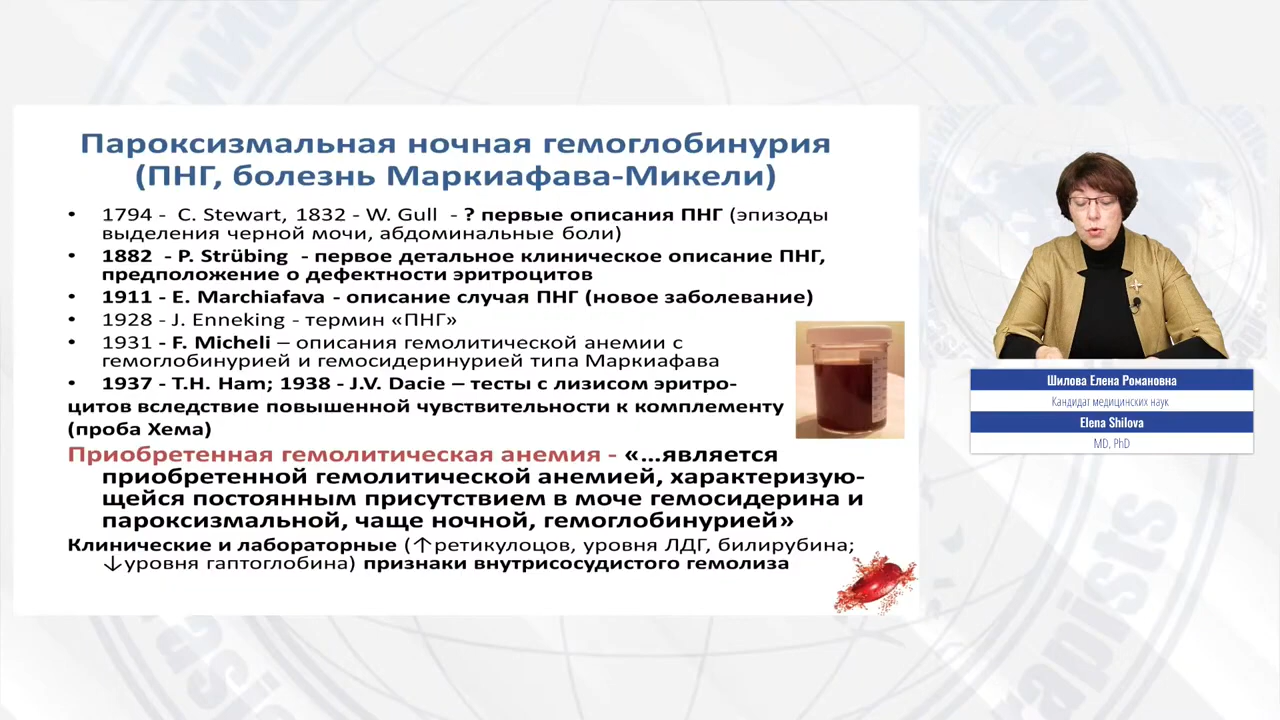 Пароксизмальная ночная гемоглобинурия
(ПНГ, болезнь Маркиафава-Микели)
• 1794 - C. Stewart, 1832 - W. Gull - ? первые описания ПНГ (эпизоды
выделения черной мочи, абдоминальные боли)
• 1882 - P. Strübing - первое детальное клиническое описание ПНГ,
предположение о дефектности эритроцитов
• 1911 - E. Marchiafava - описание случая ПНГ (новое заболевание)
• 1928 - J. Enneking - термин «ПНГ»
• 1931 - F. Micheli – описания гемолитической анемии с
гемоглобинурией и гемосидеринурией типа Маркиафава
• 1937 - T.H. Ham; 1938 - J.V. Dacie – тесты с лизисом эритро-
цитов вследствие повышенной чувствительности к комплементу
(проба Хема)
Приобретенная гемолитическая анемия - «...является
приобретенной гемолитической анемией, характеризую-
щейся постоянным присутствием в моче гемосидерина и
пароксизмальной, чаще ночной, гемоглобинурией»
Клинические и лабораторные (↑ретикулоцов, уровня ЛДГ, билирубина;
↓уровня гаптоглобина) признаки внутрисосудистого гемолиза
Шилова Елена Романовна
Кандидат медицинских наук
Elena Shilova
MD, PhD